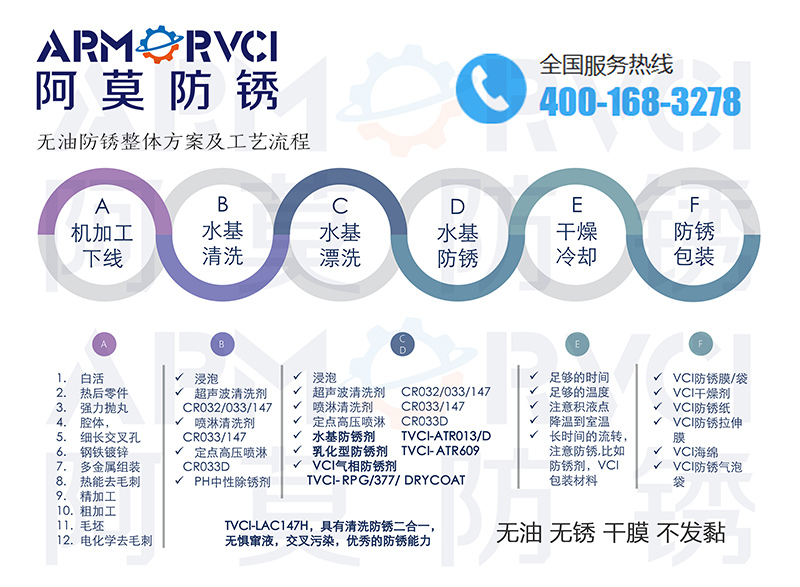 ARMORVCI
阿莫防锈
全国服务热线
400-168-3278
无油防锈整体方案及工艺流程
A
机加工
下线
B
水基
清洗
C
水基
漂洗
D
水基
防锈
E
干燥
冷却
F
防锈
包装
A
1. 白活
2. 热后零件
3. 强力抛丸
4. 腔体，
5. 细长交叉孔
6. 钢铁镀锌
7. 多金属组装
8. 热能去毛刺
9. 精加工
10. 粗加工
11. 毛坯
12. 电化学去毛刺
B
✓ 浸泡
✓ 超声波清洗剂
CR032/033/147
✓ 喷淋清洗剂
CR033/147
✓ 定点高压喷淋
CR033D
✓ PH中性除锈剂
C
D
✓ 浸泡
✓ 超声波清洗剂 CR032/033/147
✓ 喷淋清洗剂 CR033/147
✓ 定点高压喷淋 CR033D
✓ 水基防锈剂 TVCI-ATR013/D
✓ 乳化型防锈剂 TVCI- ATR609
✓ VCI气相防锈剂
TVCI- RPG/377/ DRYCOAT
E
✓ 足够的时间
✓ 足够的温度
✓ 注意积液点
✓ 降温到室温
✓ 长时间的流转，
注意防锈,比如
防锈剂，VCI
包装材料
F
✓ VCI防锈膜/袋
✓ VCI干燥剂
✓ VCI防锈纸
✓ VCI防锈拉伸
膜
✓ VCI海绵
✓ VCI防锈气泡
袋
TVCI-LAC147H，具有清洗防锈二合一，
无惧窜液，交叉污染，优秀的防锈能力
无油 无锈 干膜 不发黏
ARMORVCI
阿莫防锈
ARMORVCI
阿莫防锈